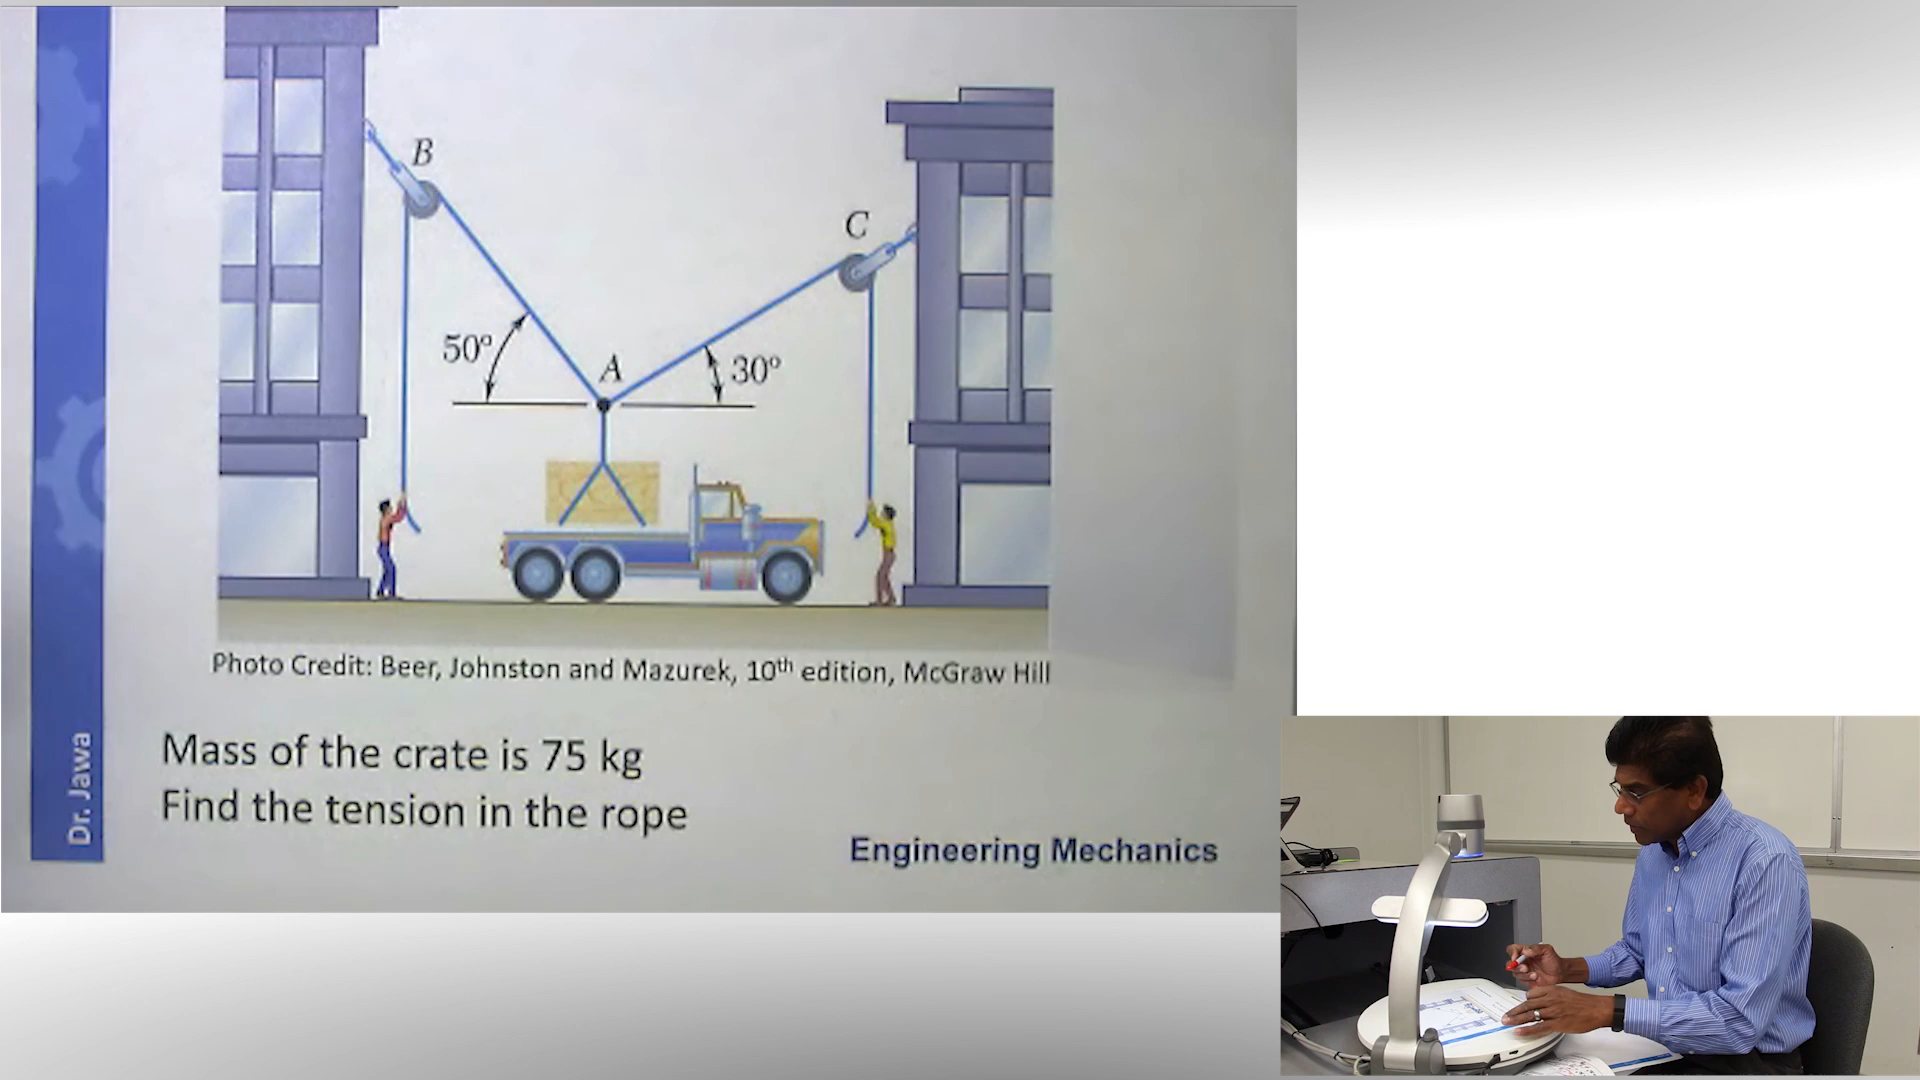 B
C
50°
A
30°
Photo Credit: Beer, Johnston and Mazurek, 10th edition, McGraw Hill
Dr. Jawa
Mass of the crate is 75 kg
Find the tension in the rope
Engineering Mechanics